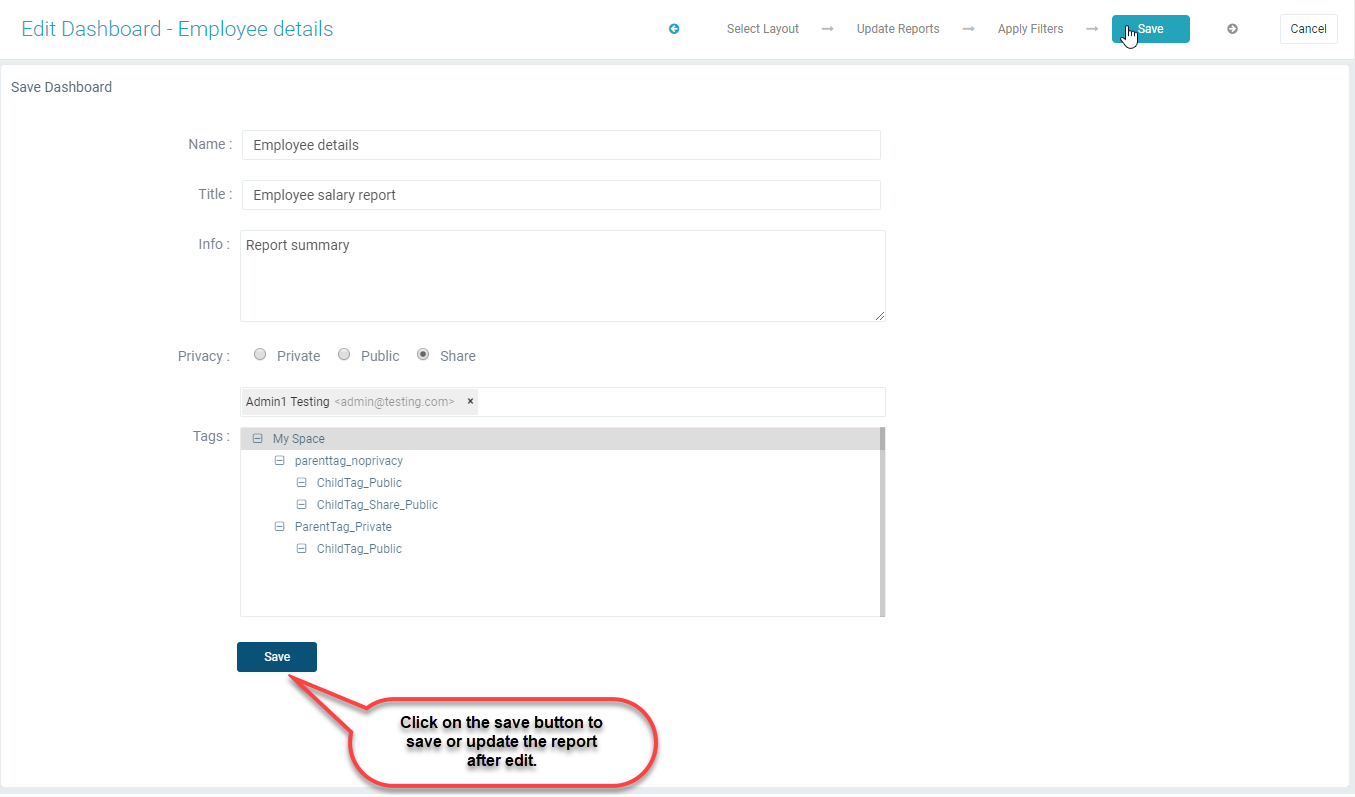 Edit Dashboard - Employee details
Select Layout
Update Reports
Apply Filters
Save
Cancel
Save Dashboard
Name :
Employee details
Title :
Employee salary report
Info :
Report summary
Privacy :
Private
Public
Share
Admin1 Testing <admin@testing.com> ×
Tags :
My Space
parenttag_noprivacy
ChildTag_Public
ChildTag_Share_Public
ParentTag_Private
ChildTag_Public
Save
Click on the save button to
save or update the report
after edit.